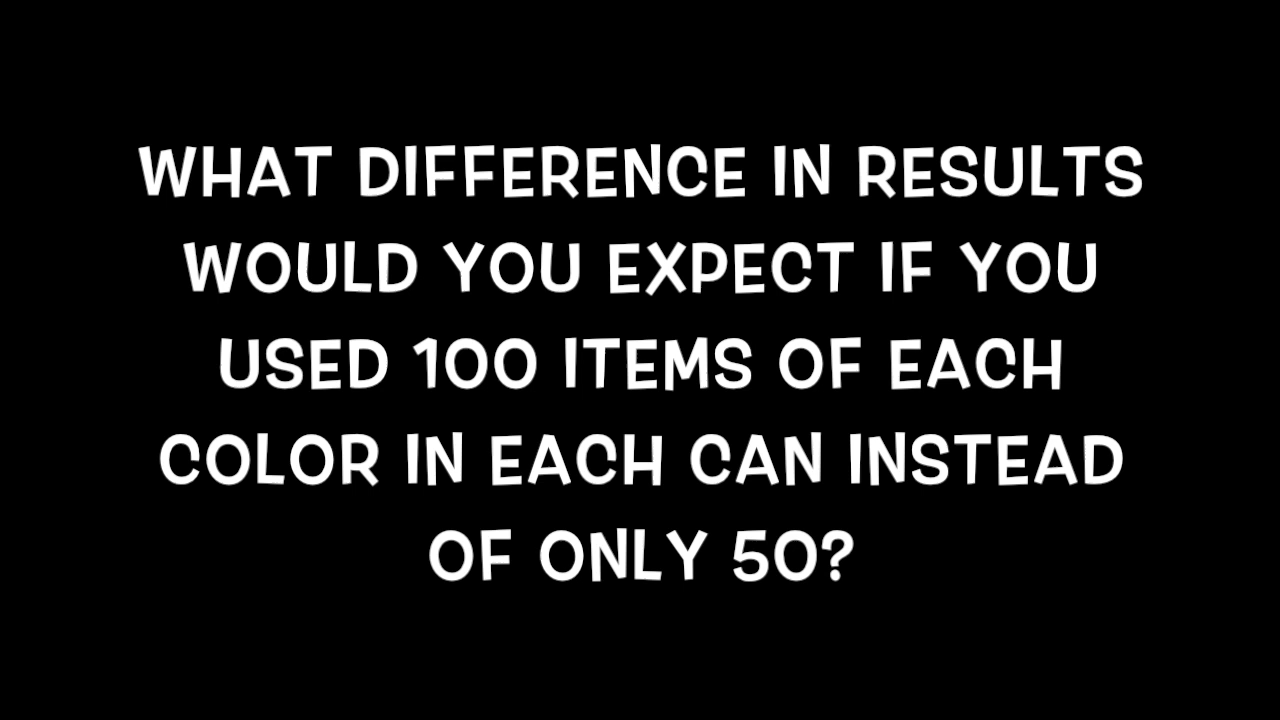 WHAT DIFFERENCE IN RESULTS
WOULD YOU EXPECT IF YOU
USED 100 ITEMS OF EACH
COLOR IN EACH CAN INSTEAD
OF ONLY 50?